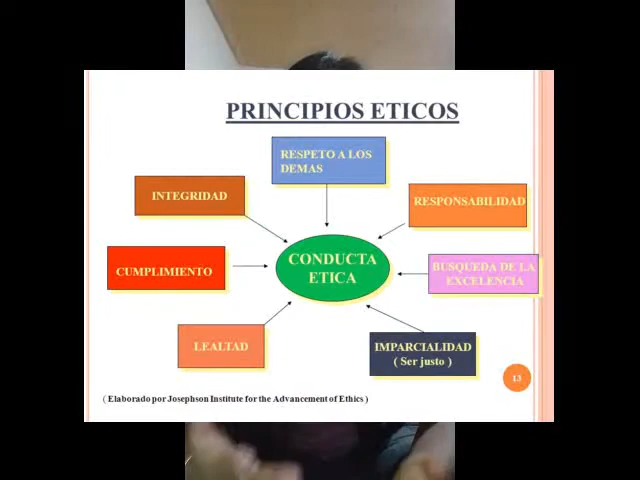 PRINCIPIOS ETICOS
RESPETO A LOS
DEMAS
INTEGRIDAD
RESPONSABILIDAD
CONDUCTA
ETICA
CUMPLIMIENTO
BUSQUEDA DE LA
EXCELENCIA
LEALTAD
IMPARCIALIDAD
( Ser justo )
13
( Elaborado por Josephson Institute for the Advancement of Ethics )